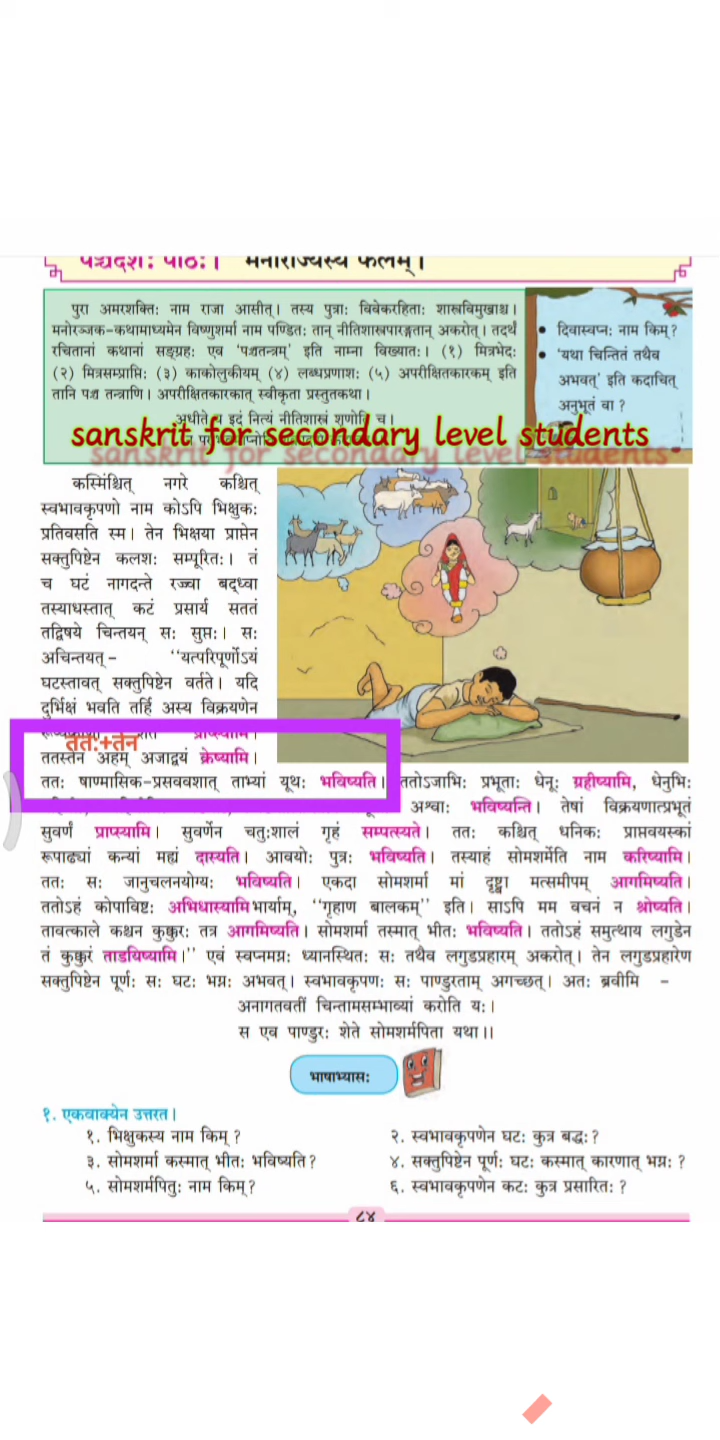 पञ्चदशः पाठः। मनोराज्यस्य फलम्।
पुरा अमरशक्तिः नाम राजा आसीत्। तस्य पुत्राः विवेकरहिताः शास्त्रविमुखाश्च।
मनोरञ्जक-कथामाध्यमेन विष्णुशर्मा नाम पण्डितः तान् नीतिशास्त्रपारङ्गतान् अकरोत्। तदर्थं
रचितानां कथानां सङ्ग्रहः एव 'पञ्चतन्त्रम्' इति नाम्ना विख्यातः। (१) मित्रभेदः
(२) मित्रसम्प्राप्तिः (३) काकोलूकीयम् (४) लब्धप्रणाशः (५) अपरीक्षितकारकम् इति
तानि पञ्च तन्त्राणि। अपरीक्षितकारकात् स्वीकृता प्रस्तुतकथा।
अधीते य इदं नित्यं नीतिशास्त्रं शृणोति च।
• दिवास्वप्नः नाम किम्?
• 'यथा चिन्तितं तथैव
अभवत्' इति कदाचित्
अनुभूतं वा ?
sanskrit for secondary level students
sanskrit for secondary level students
कस्मिंश्चित् नगरे कश्चित्
स्वभावकृपणो नाम कोऽपि भिक्षुकः
प्रतिवसति स्म। तेन भिक्षया प्राप्तेन
सक्तुपिष्टेन कलशः सम्पूरितः। तं
च घटं नागदन्ते रज्ज्वा बद्ध्वा
तस्याधस्तात् कटं प्रसार्य सततं
तद्विषये चिन्तयन् सः सुप्तः। सः
अचिन्तयत्- "यत्परिपूर्णोऽयं
घटस्तावत् सक्तुपिष्टेन वर्तते। यदि
दुर्भिक्षं भवति तर्हि अस्य विक्रयणेन
प्राप्स्यामि।
ततः+तेन
ततस्तेन अहम् अजाद्वयं क्रेष्यामि।
ततः षाण्मासिक-प्रसववशात् ताभ्यां यूथः भविष्यति। ततोऽजाभिः प्रभूताः धेनूः ग्रहीष्यामि, धेनुभिः
अश्वाः भविष्यन्ति। तेषां विक्रयणात्प्रभूतं
सुवर्णं प्राप्स्यामि। सुवर्णेन चतुःशालं गृहं सम्पत्स्यते। ततः कश्चित् धनिकः प्राप्तवयस्कां
रूपाढ्यां कन्यां मह्यं दास्यति। आवयोः पुत्रः भविष्यति। तस्याहं सोमशर्मेति नाम करिष्यामि।
ततः सः जानुचलनयोग्यः भविष्यति। एकदा सोमशर्मा मां दृष्ट्वा मत्समीपम् आगमिष्यति।
ततोऽहं कोपाविष्टः अभिधास्यामि भार्याम्, "गृहाण बालकम्" इति। साऽपि मम वचनं न श्रोष्यति।
तावत्काले कश्चन कुक्कुरः तत्र आगमिष्यति। सोमशर्मा तस्मात् भीतः भविष्यति। ततोऽहं समुत्थाय लगुडेन
तं कुक्कुरं ताडयिष्यामि।" एवं स्वप्नमग्नः ध्यानस्थितः सः तथैव लगुडप्रहारम् अकरोत्। तेन लगुडप्रहारेण
सक्तुपिष्टेन पूर्णः सः घटः भग्नः अभवत्। स्वभावकृपणः सः पाण्डुरताम् अगच्छत्। अतः ब्रवीमि -
अनागतवतीं चिन्तामसम्भाव्यां करोति यः।
स एव पाण्डुरः शेते सोमशर्मपिता यथा।।
भाषाभ्यासः
१. एकवाक्येन उत्तरत।
१. भिक्षुकस्य नाम किम् ?
२. स्वभावकृपणेन घटः कुत्र बद्धः?
३. सोमशर्मा कस्मात् भीतः भविष्यति ?
४. सक्तुपिष्टेन पूर्णः घटः कस्मात् कारणात् भग्नः ?
५. सोमशर्मपितुः नाम किम्?
६. स्वभावकृपणेन कटः कुत्र प्रसारितः ?
८४